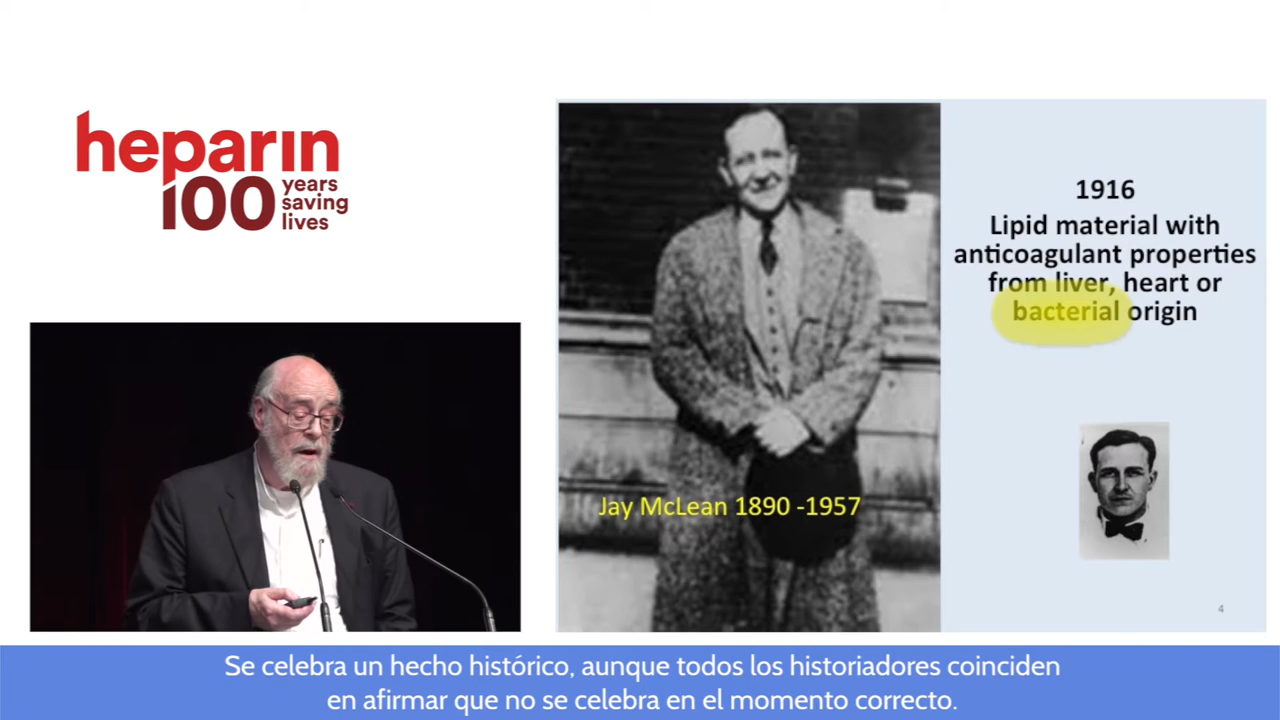 heparin
100 years
saving
lives
1916
Lipid material with
anticoagulant properties
from liver, heart or
bacterial origin
Jay McLean 1890 -1957
4
Se celebra un hecho histórico, aunque todos los historiadores coinciden
en afirmar que no se celebra en el momento correcto.